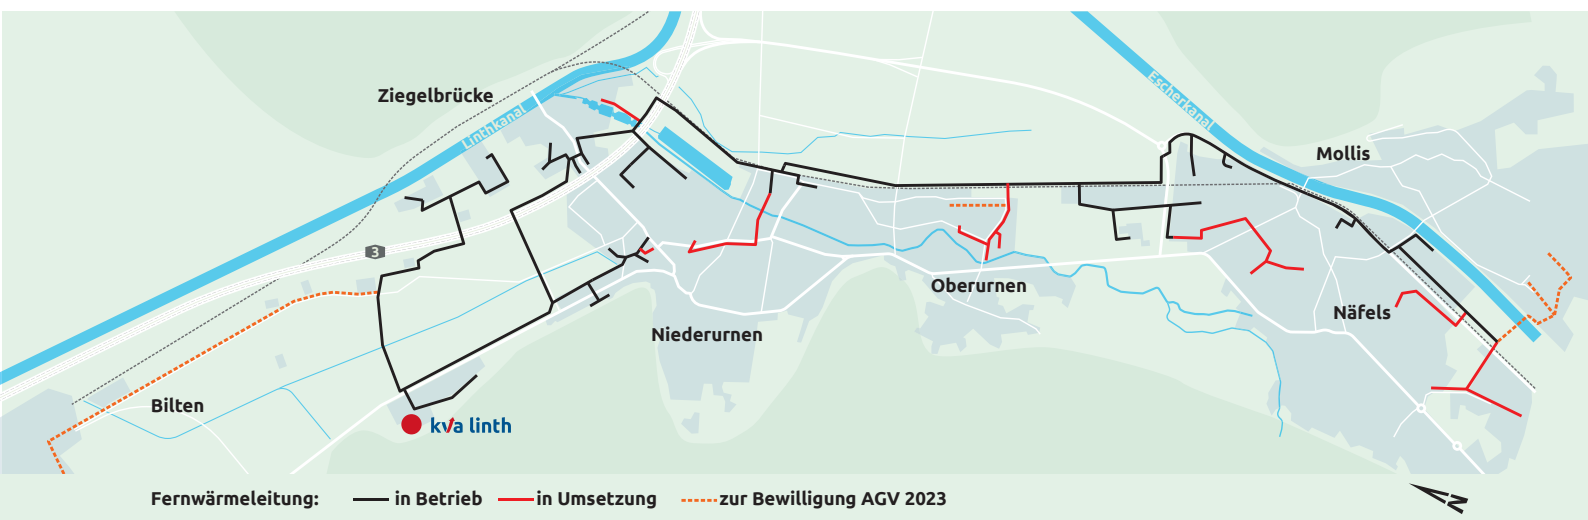 Ziegelbrücke
Linthkanal
Escherkanal
Mollis
3
Oberurnen
Näfels
Niederurnen
Bilten
kva linth
Fernwärmeleitung: in Betrieb in Umsetzung zur Bewilligung AGV 2023
N